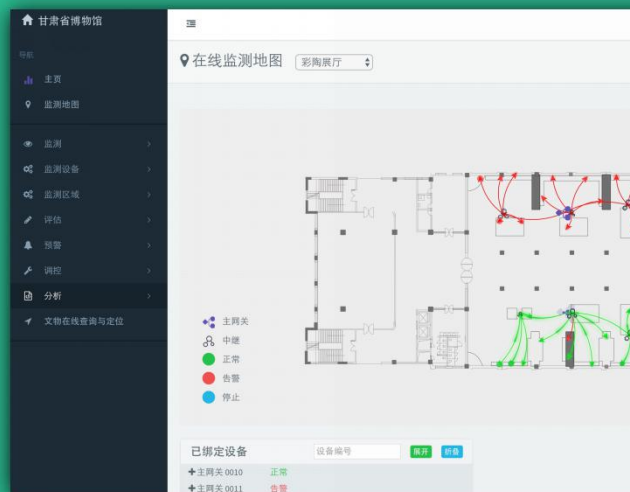 甘肃省博物馆
导航
主页
监测地图
监测
监测设备
监测区域
评估
预警
调控
分析
文物在线查询与定位
在线监测地图 彩陶展厅
主网关
中继
正常
告警
停止
已绑定设备 设备编号 展开 折叠
主网关 0010 正常
主网关 0011 告警